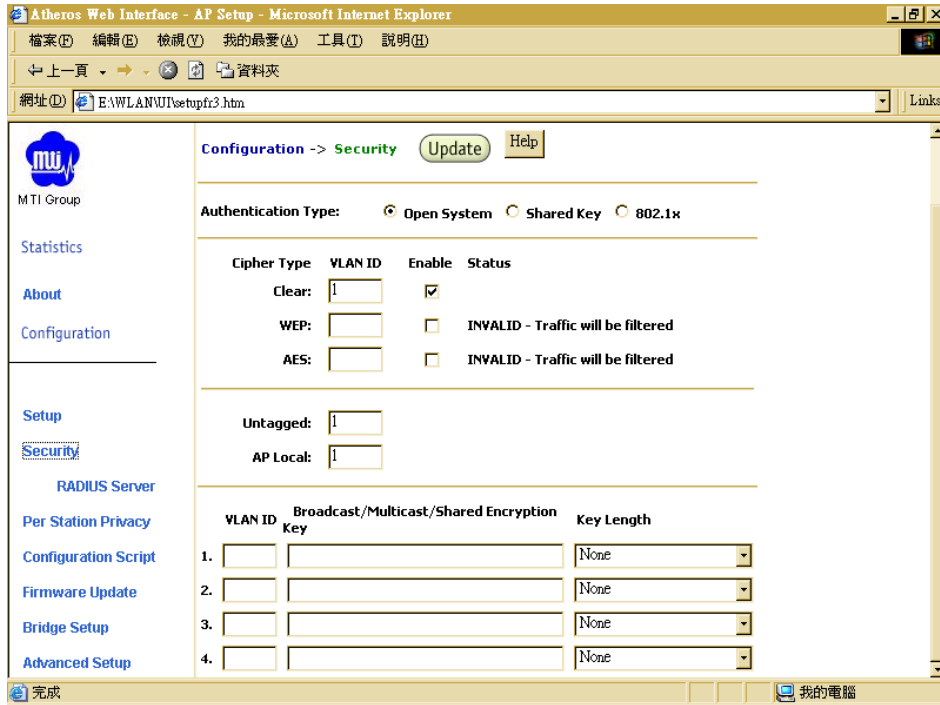 Atheros Web Interface - AP Setup - Microsoft Internet Explorer
檔案(F) 編輯(E) 檢視(V) 我的最愛(A) 工具(T) 說明(H)
上一頁 資料夾
網址(D) E:\WLAN\UI\setupfr3.htm Links
mti
MTI Group
Statistics
About
Configuration
Setup
Security
RADIUS Server
Per Station Privacy
Configuration Script
Firmware Update
Bridge Setup
Advanced Setup
Configuration -> Security Update Help
Authentication Type: Open System Shared Key 802.1x
Cipher Type VLAN ID Enable Status
Clear: 1
WEP: INVALID - Traffic will be filtered
AES: INVALID - Traffic will be filtered
Untagged: 1
AP Local: 1
VLAN ID Broadcast/Multicast/Shared Encryption Key Key Length
1. None
2. None
3. None
4. None
完成 我的電腦